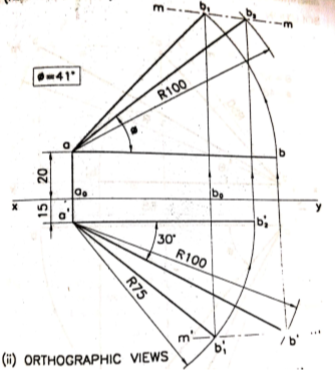 m
b₁
b₂
m
ø=41°
R100
ø
a
b
20
a₀
b₀
x
y
15
a'
b'₂
30°
R100
R75
m'
b'₁
b'
(ii) ORTHOGRAPHIC VIEWS